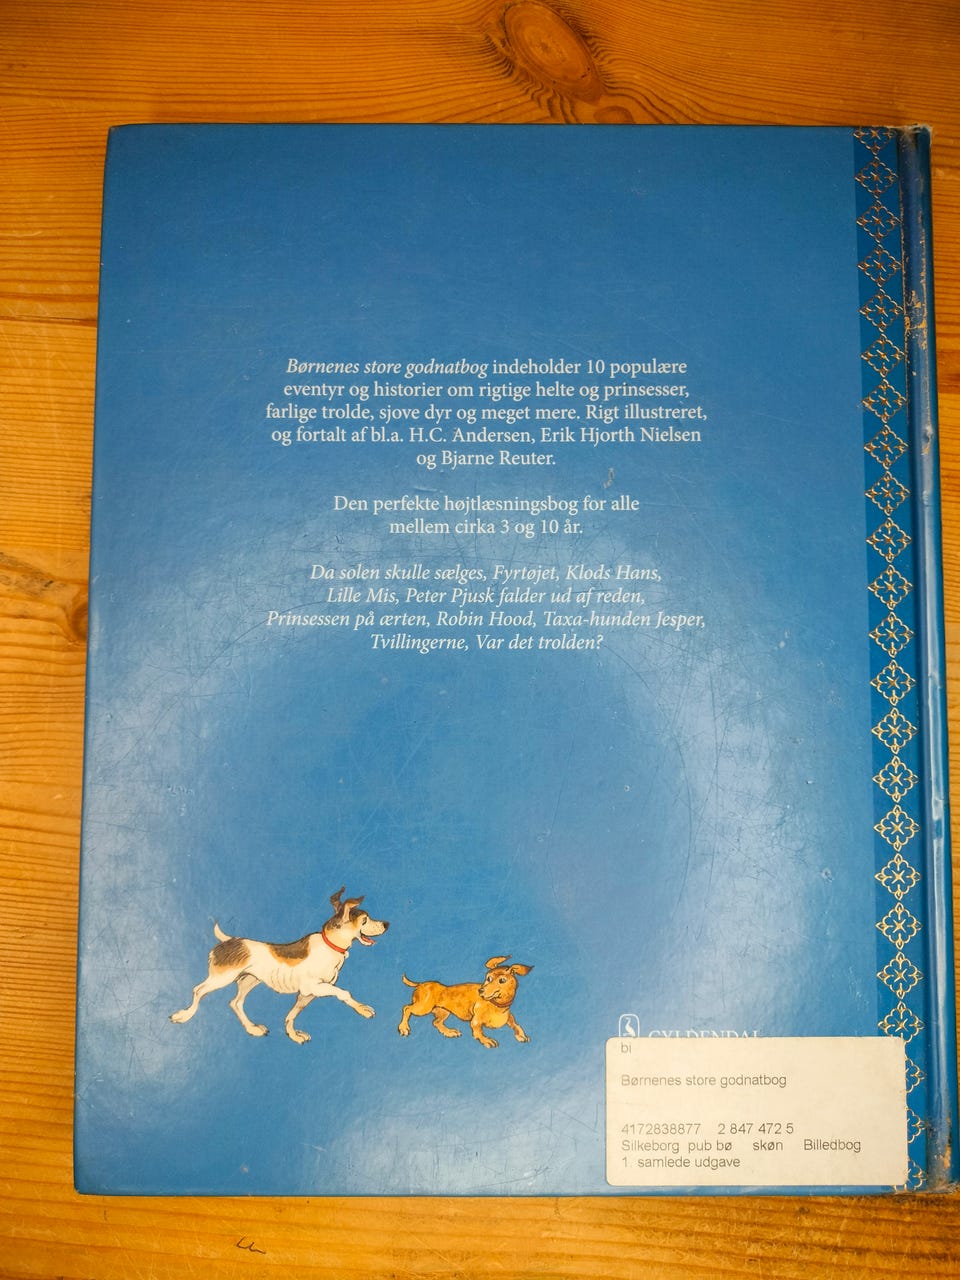 Børnenes store godnatbog indeholder 10 populære
eventyr og historier om rigtige helte og prinsesser,
farlige trolde, sjove dyr og meget mere. Rigt illustreret,
og fortalt af bl.a. H.C. Andersen, Erik Hjorth Nielsen
og Bjarne Reuter.
Den perfekte højtlæsningsbog for alle
mellem cirka 3 og 10 år.
Da solen skulle sælges, Fyrtøjet, Klods Hans,
Lille Mis, Peter Pjusk falder ud af reden,
Prinsessen på ærten, Robin Hood, Taxa-hunden Jesper,
Tvillingerne, Var det trolden?
GYLDENDAL
bi
Børnenes store godnatbog
4172838877 2 847 472 5
Silkeborg pub bø skøn Billedbog
1. samlede udgave